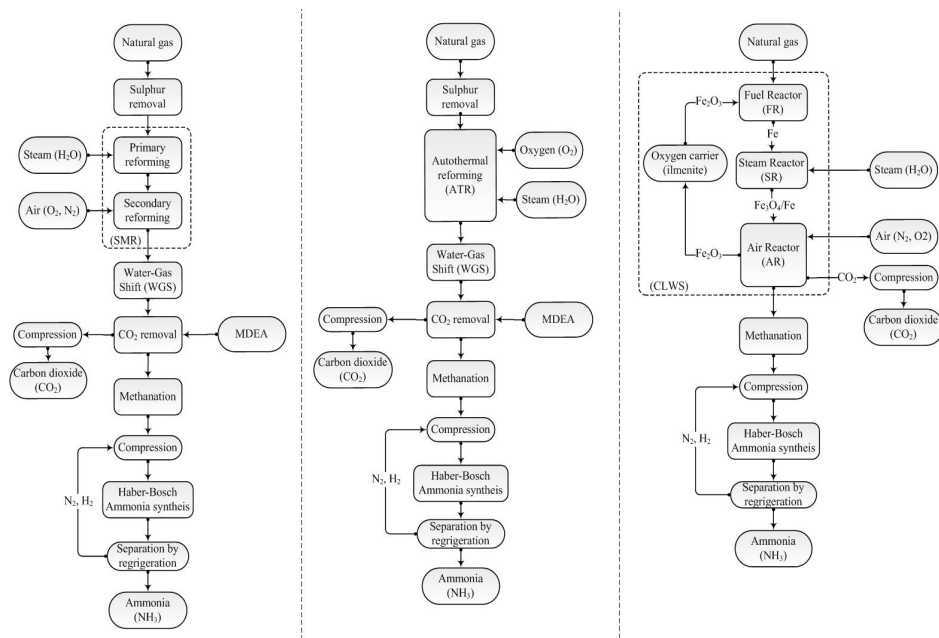 Natural gas
Sulphur
removal
Steam (H₂O)
Primary
reforming
Air (O₂, N₂)
Secondary
reforming
(SMR)
Water-Gas
Shift (WGS)
Compression
CO₂ removal
MDEA
Carbon dioxide
(CO₂)
Methanation
Compression
N₂, H₂
Haber-Bosch
Ammonia syntheis
Separation by
regrigeration
Ammonia
(NH₃)
Natural gas
Sulphur
removal
Autothermal
reforming
(ATR)
Oxygen (O₂)
Steam (H₂O)
Water-Gas
Shift (WGS)
Compression
CO₂ removal
MDEA
Carbon dioxide
(CO₂)
Methanation
Compression
N₂, H₂
Haber-Bosch
Ammonia syntheis
Separation by
regrigeration
Ammonia
(NH₃)
Natural gas
Fuel Reactor
(FR)
Fe₂O₃
Fe
Oxygen carrier
(ilmenite)
Steam Reactor
(SR)
Steam (H₂O)
Fe₃O₄/Fe
Air Reactor
(AR)
Air (N₂, O2)
Fe₂O₃
(CLWS)
CO₂
Compression
Carbon dioxide
(CO₂)
Methanation
Compression
N₂, H₂
Haber-Bosch
Ammonia syntheis
Separation by
regrigeration
Ammonia
(NH₃)